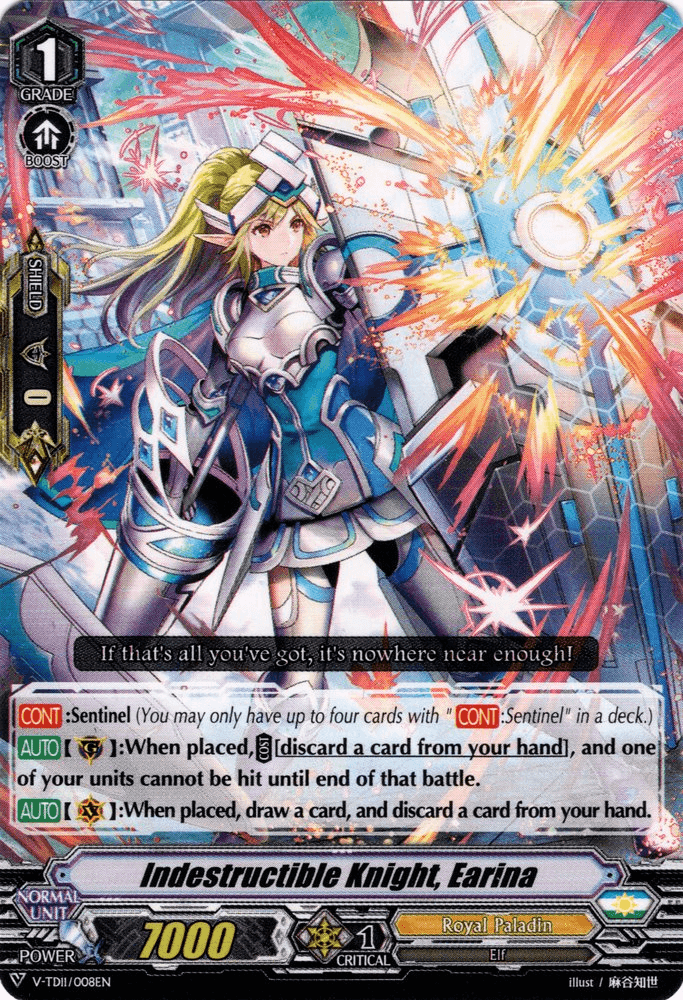 1
GRADE
BOOST
SHIELD
0
If that's all you've got, it's nowhere near enough!
CONT:Sentinel (You may only have up to four cards with "CONT:Sentinel" in a deck.)
AUTO【G】:When placed, COST[discard a card from your hand], and one
of your units cannot be hit until end of that battle.
AUTO【V】:When placed, draw a card, and discard a card from your hand.
Indestructible Knight, Earina
NORMAL
UNIT
POWER
7000
1
CRITICAL
Royal Paladin
Elf
V-TD11/008EN
illust / 麻谷知世